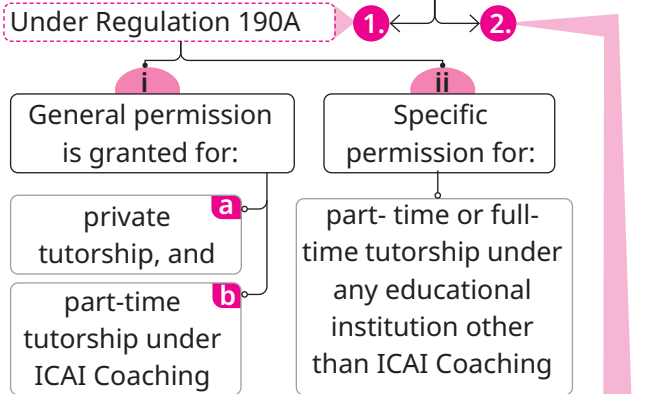 Under Regulation 190A
1.
2.
i
General permission
is granted for:
a
private
tutorship, and
b
part-time
tutorship under
ICAI Coaching
ii
Specific
permission for:
part- time or full-
time tutorship under
any educational
institution other
than ICAI Coaching